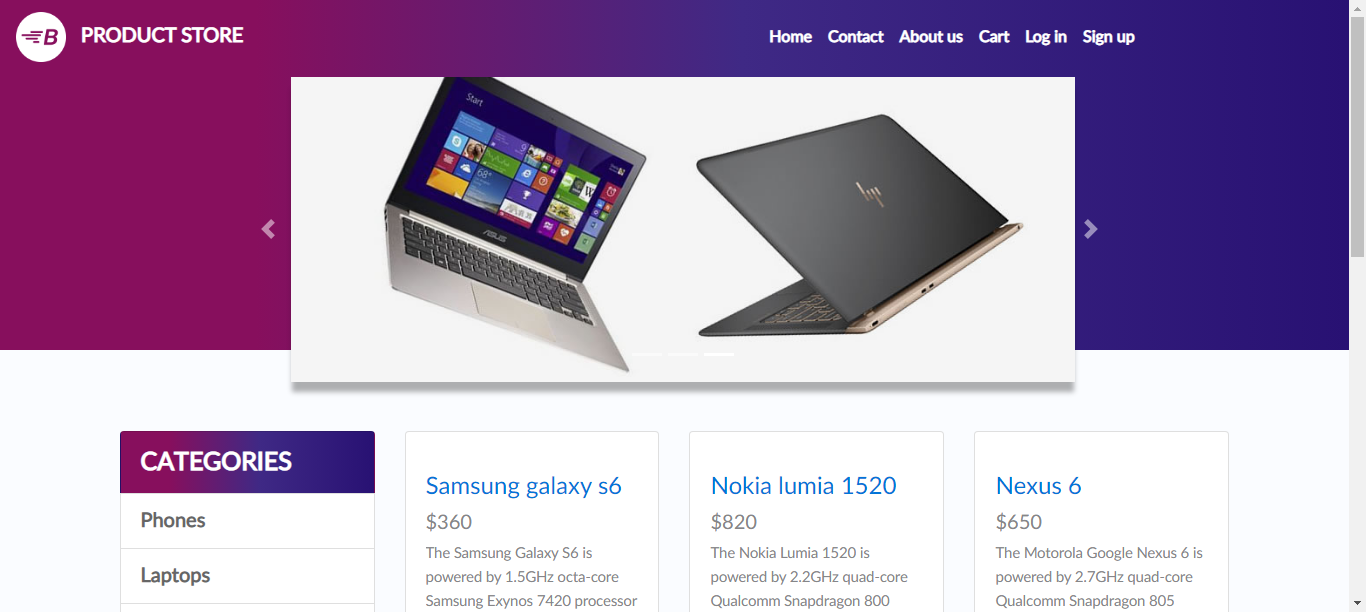 B PRODUCT STORE
Home Contact About us Cart Log in Sign up
Start
68°
ASUS
hp
CATEGORIES
Phones
Laptops
Samsung galaxy s6
$360
The Samsung Galaxy S6 is
powered by 1.5GHz octa-core
Samsung Exynos 7420 processor
Nokia lumia 1520
$820
The Nokia Lumia 1520 is
powered by 2.2GHz quad-core
Qualcomm Snapdragon 800
Nexus 6
$650
The Motorola Google Nexus 6 is
powered by 2.7GHz quad-core
Qualcomm Snapdragon 805